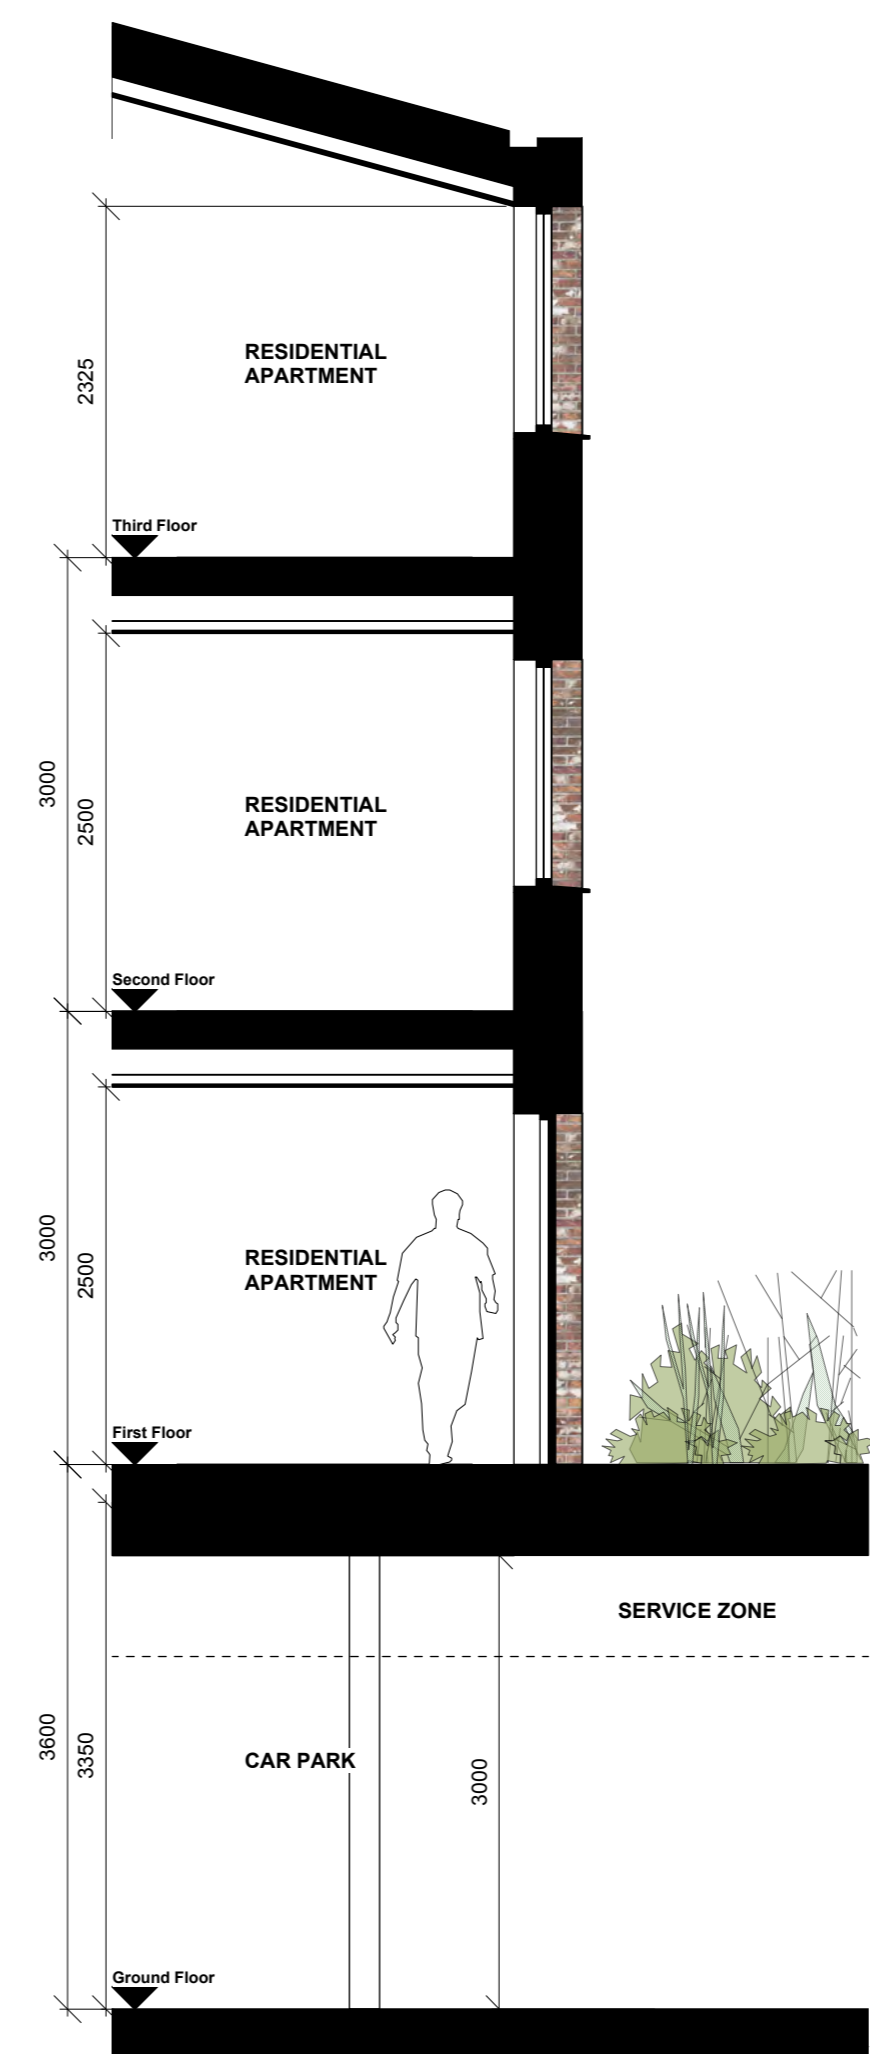 2325
RESIDENTIAL
APARTMENT
Third Floor
3000
2500
RESIDENTIAL
APARTMENT
Second Floor
3000
2500
RESIDENTIAL
APARTMENT
First Floor
SERVICE ZONE
3600
3350
CAR PARK
3000
Ground Floor